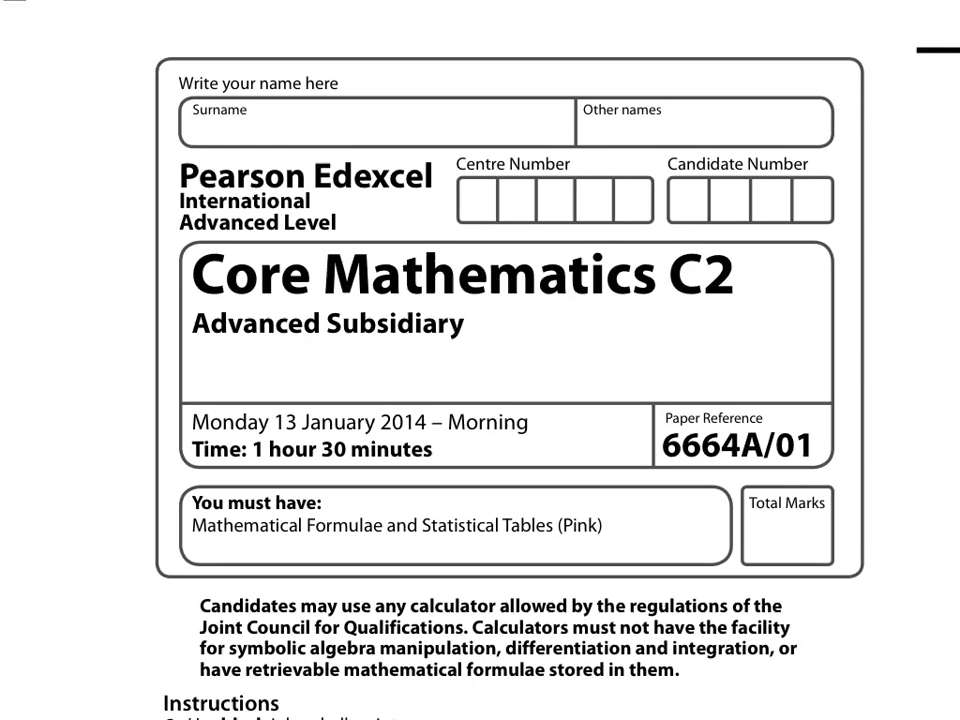 Write your name here
Surname
Other names
Pearson Edexcel
International
Advanced Level
Centre Number
Candidate Number
Core Mathematics C2
Advanced Subsidiary
Monday 13 January 2014 – Morning
Time: 1 hour 30 minutes
Paper Reference
6664A/01
You must have:
Mathematical Formulae and Statistical Tables (Pink)
Total Marks
Candidates may use any calculator allowed by the regulations of the
Joint Council for Qualifications. Calculators must not have the facility
for symbolic algebra manipulation, differentiation and integration, or
have retrievable mathematical formulae stored in them.
Instructions